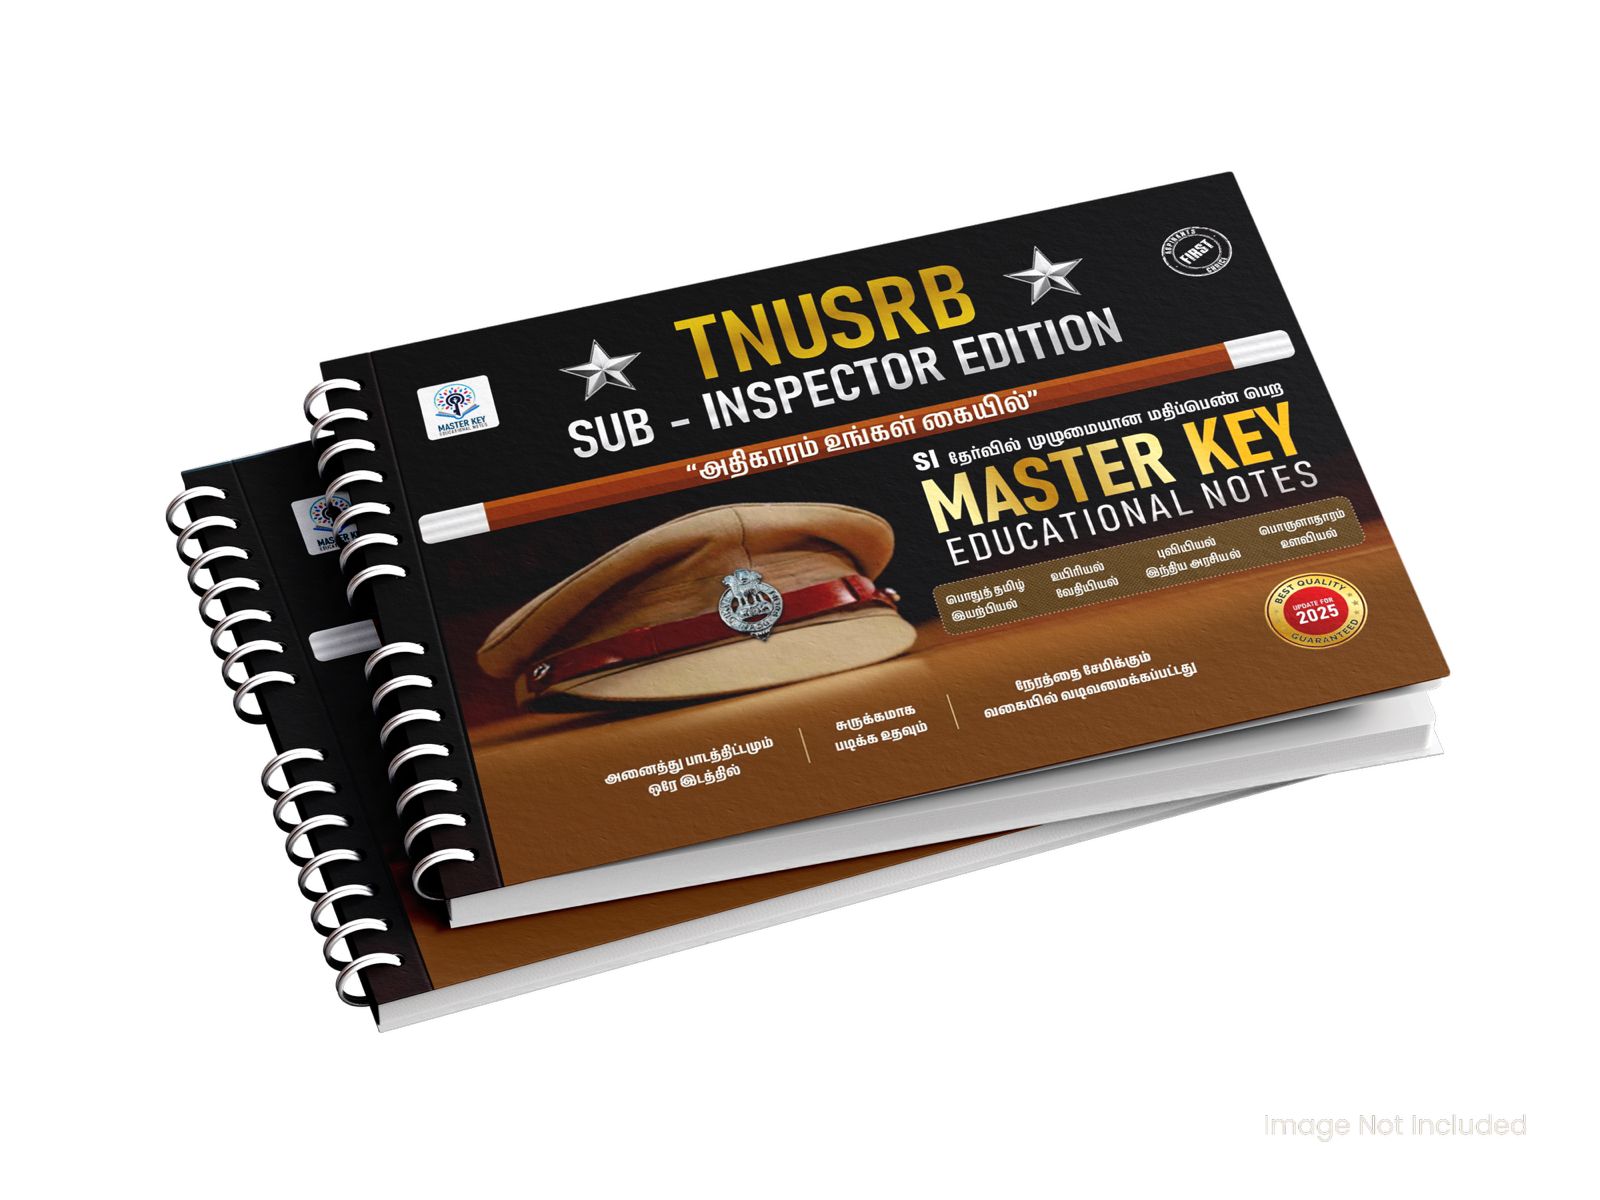 TNUSRB
SUB - INSPECTOR EDITION
ASPIRANTS
FIRST
CHOICE
MASTER KEY
EDUCATIONAL NOTES
“அதிகாரம் உங்கள் கையில்”
SI தேர்வில் முழுமையான மதிப்பெண் பெற
MASTER KEY
EDUCATIONAL NOTES
பொதுத் தமிழ்
இயற்பியல்
உயிரியல்
வேதியியல்
புவியியல்
இந்திய அரசியல்
பொருளாதாரம்
உளவியல்
BEST QUALITY
UPDATE FOR
2025
GUARANTEED
அனைத்து பாடத்திட்டமும்
ஒரே இடத்தில்
சுருக்கமாக
படிக்க உதவும்
நேரத்தை சேமிக்கும்
வகையில் வடிவமைக்கப்பட்டது
Image Not Included